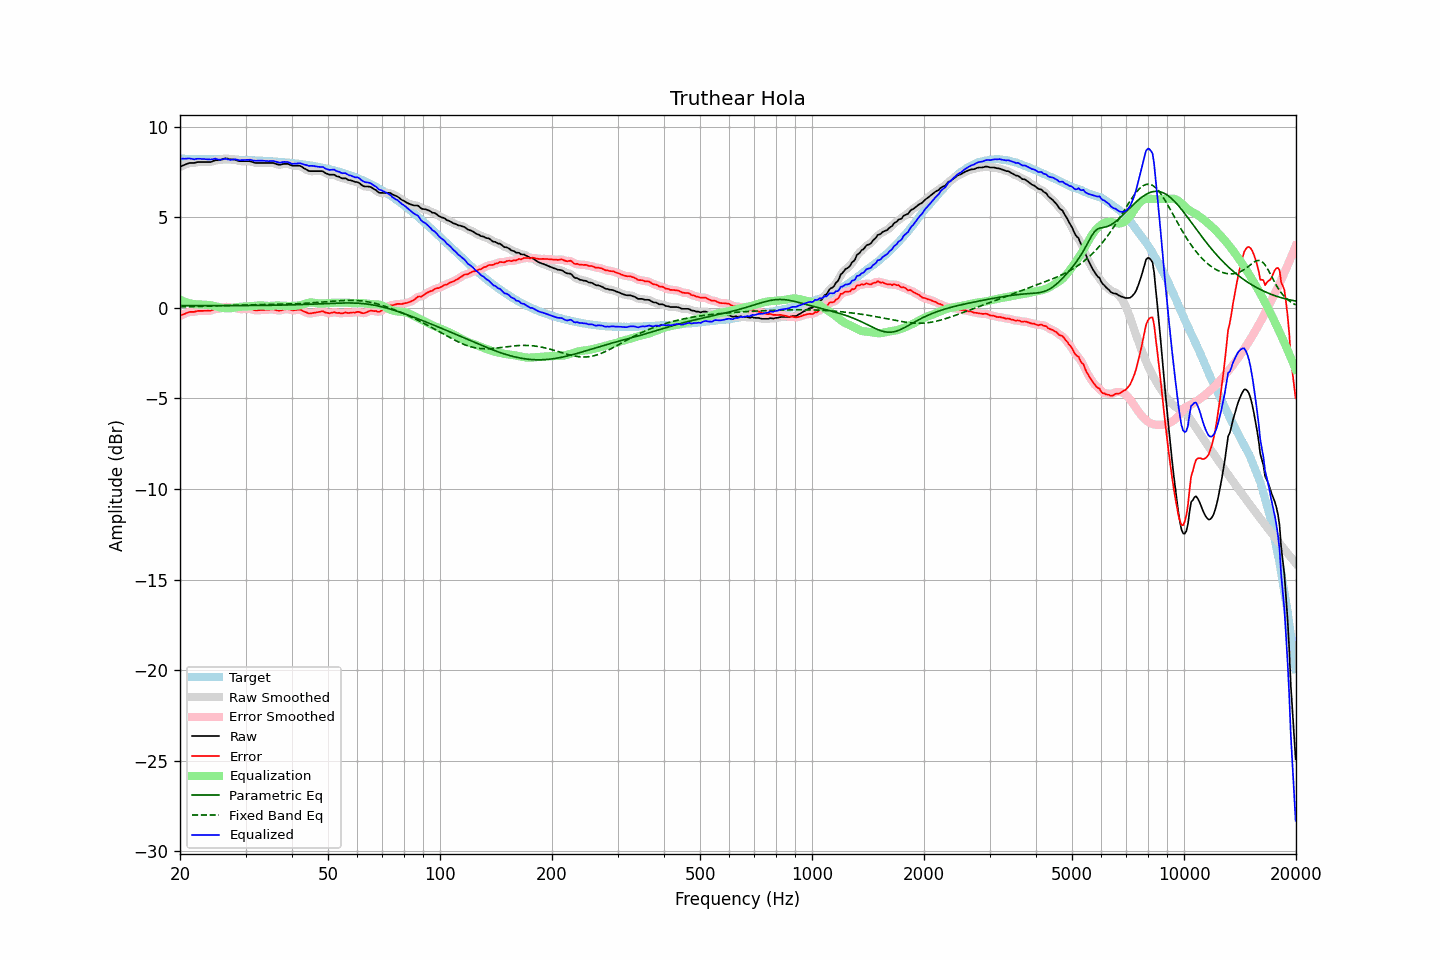 Truthear Hola
Amplitude (dBr)
10
5
0
−5
−10
−15
−20
−25
−30
Target
Raw Smoothed
Error Smoothed
Raw
Error
Equalization
Parametric Eq
Fixed Band Eq
Equalized
20 50 100 200 500 1000 2000 5000 10000 20000
Frequency (Hz)